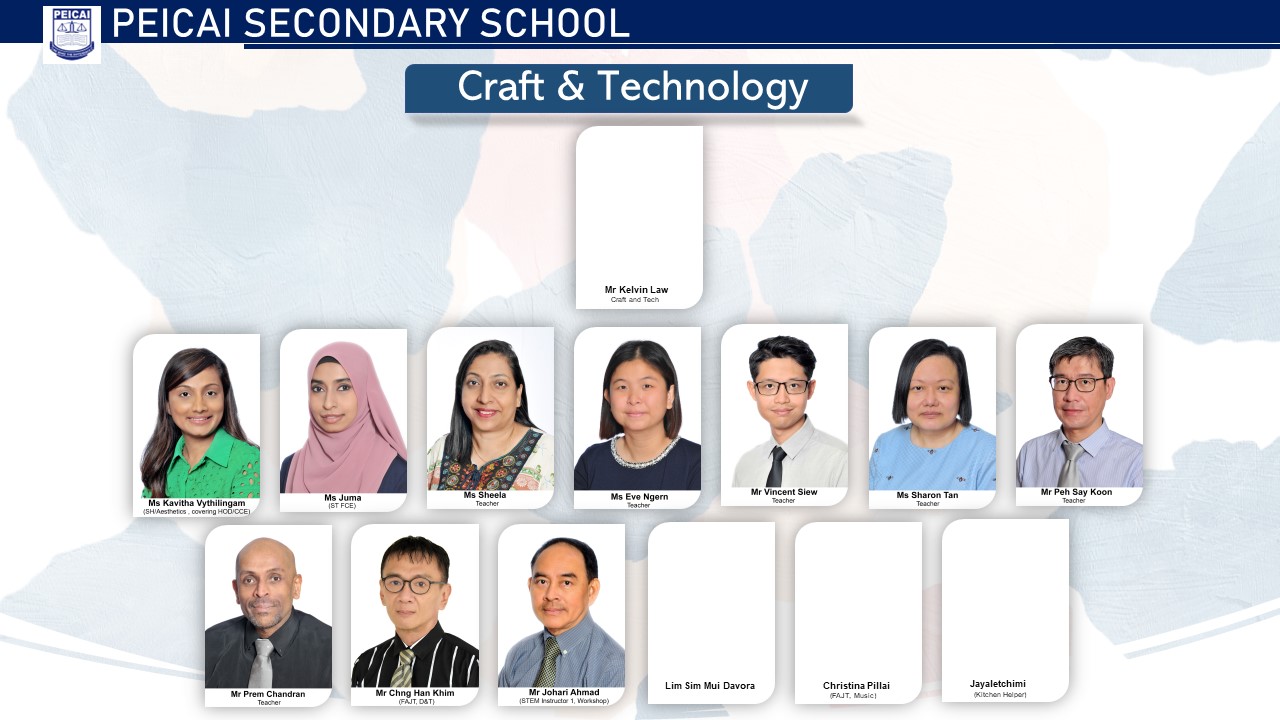 PEICAI
PEICAI SECONDARY SCHOOL
Craft & Technology
Mr Kelvin Law
Craft and Tech
Ms Kavitha Vythilingam
(SH/Aesthetics , covering HOD/CCE)
Ms Juma
(ST FCE)
Ms Sheela
Teacher
Ms Eve Ngern
Teacher
Mr Vincent Siew
Teacher
Ms Sharon Tan
Teacher
Mr Peh Say Koon
Teacher
Mr Prem Chandran
Teacher
Mr Chng Han Khim
(FAJT, D&T)
Mr Johari Ahmad
(STEM Instructor 1, Workshop)
Lim Sim Mui Davora
Christina Pillai
(FAJT, Music)
Jayaletchimi
(Kitchen Helper)